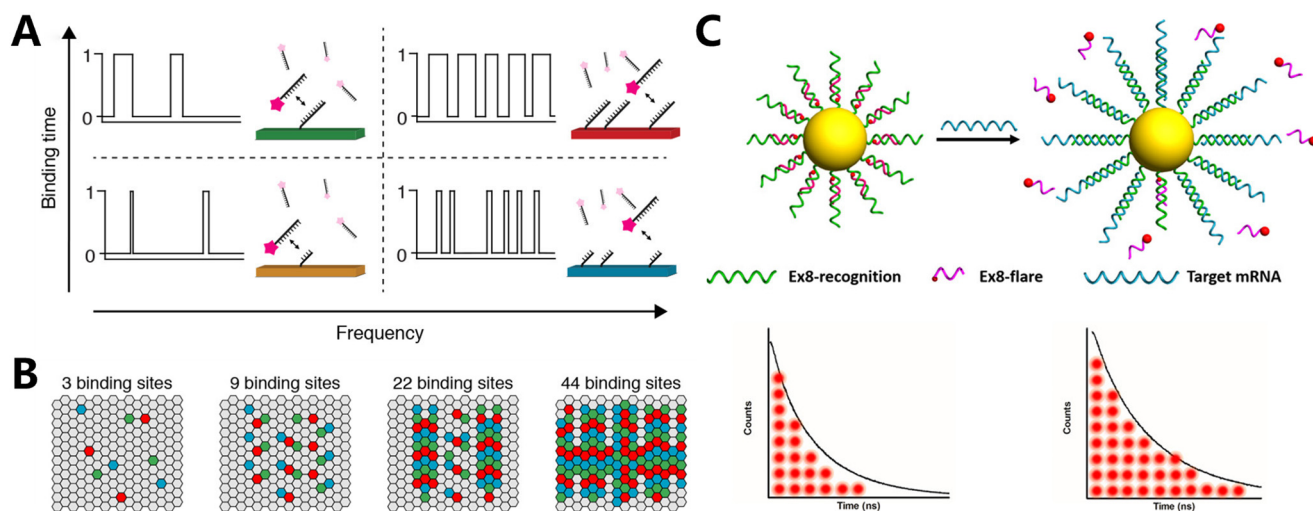 A
Binding time
1
0
1
0
1
0
1
0
Frequency
B
3 binding sites
9 binding sites
22 binding sites
44 binding sites
C
Ex8-recognition
Ex8-flare
Target mRNA
Counts
Time (ns)
Counts
Time (ns)